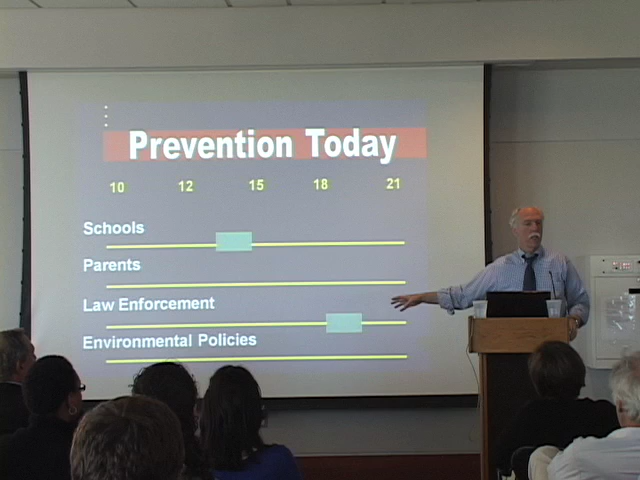 Prevention Today
10 12 15 18 21
Schools
Parents
Law Enforcement
Environmental Policies